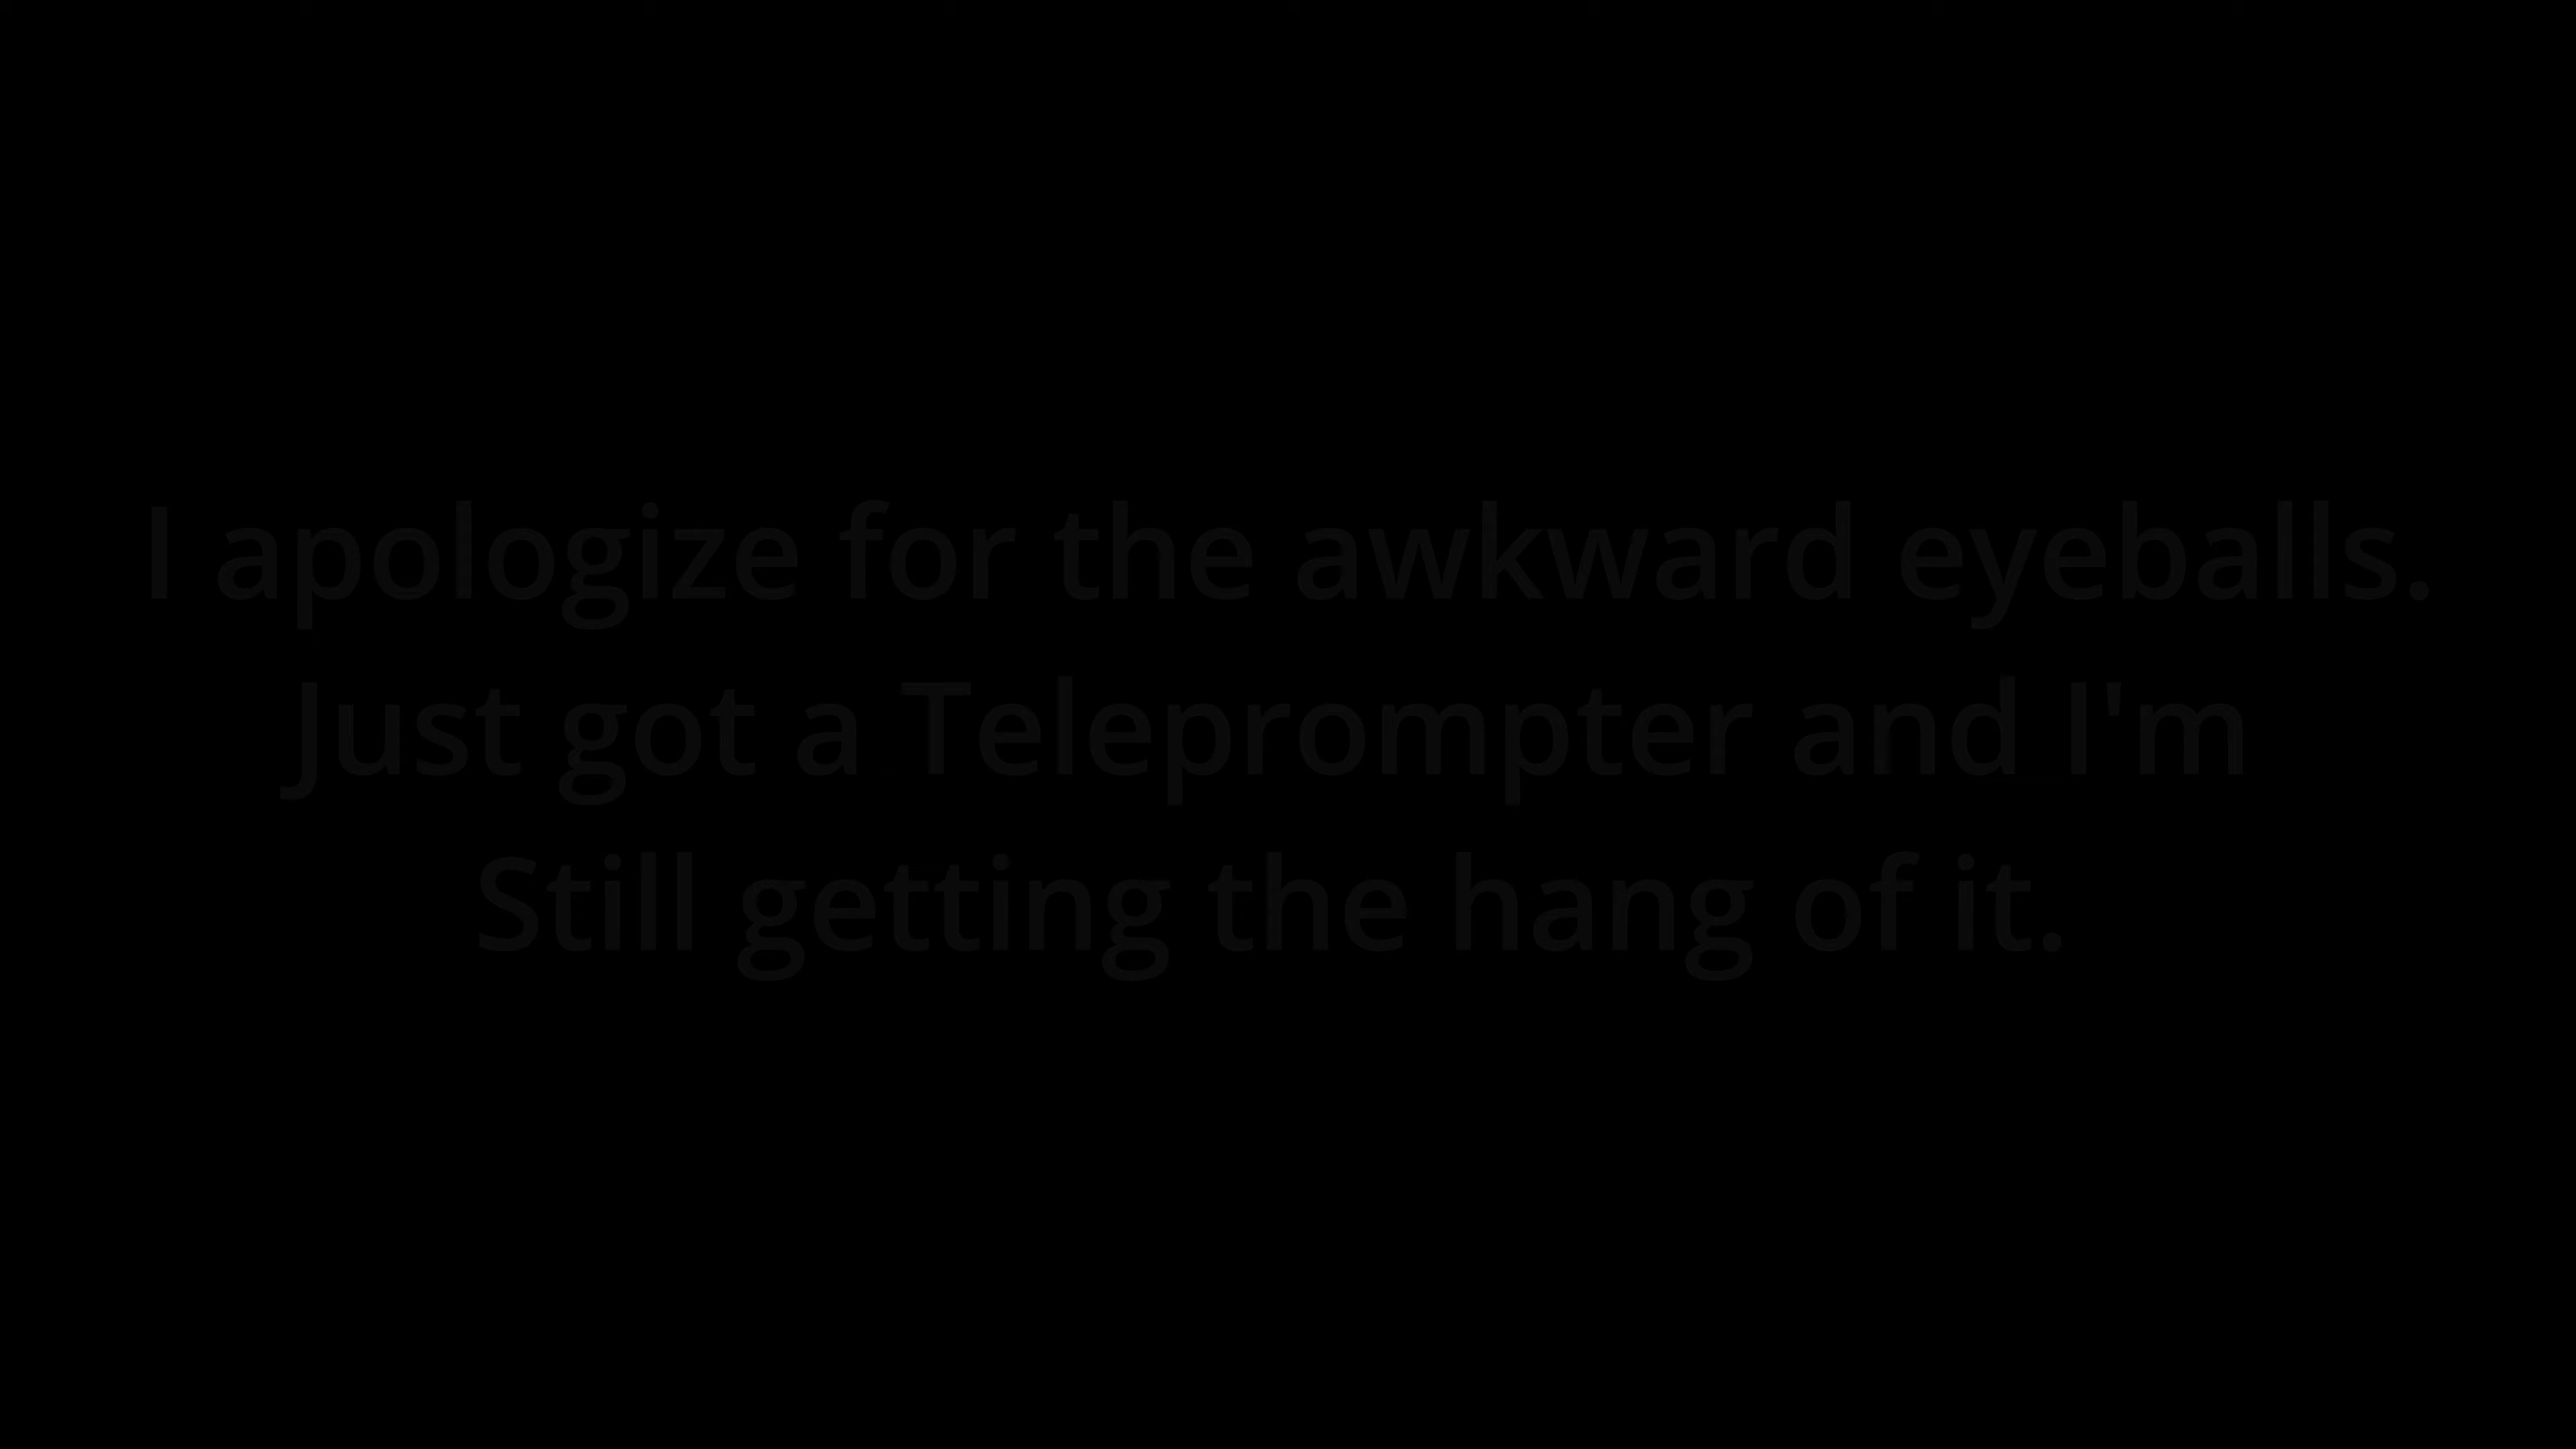 I apologize for the awkward eyeballs.
Just got a Teleprompter and I'm
Still getting the hang of it.